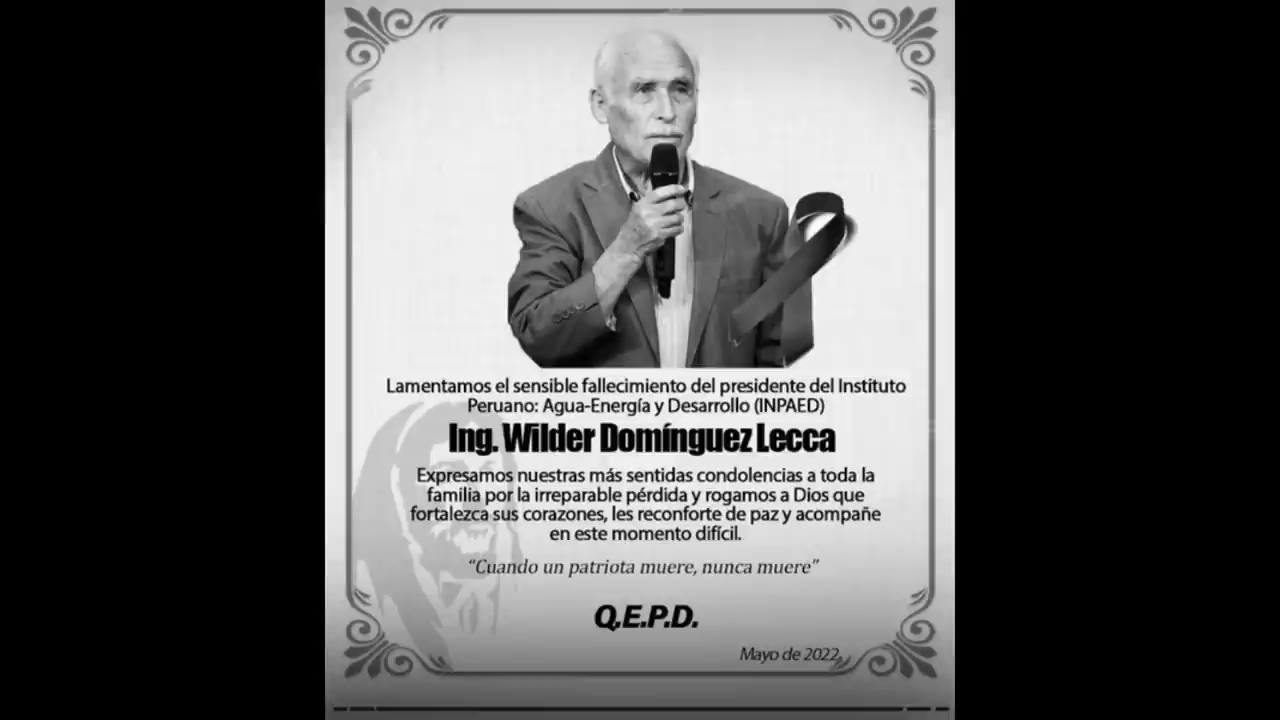 Lamentamos el sensible fallecimiento del presidente del Instituto
Peruano: Agua-Energía y Desarrollo (INPAED)
Ing. Wilder Domínguez Lecca
Expresamos nuestras más sentidas condolencias a toda la
familia por la irreparable pérdida y rogamos a Dios que
fortalezca sus corazones, les reconforte de paz y acompañe
en este momento difícil.
“Cuando un patriota muere, nunca muere”
Q.E.P.D.
Mayo de 2022